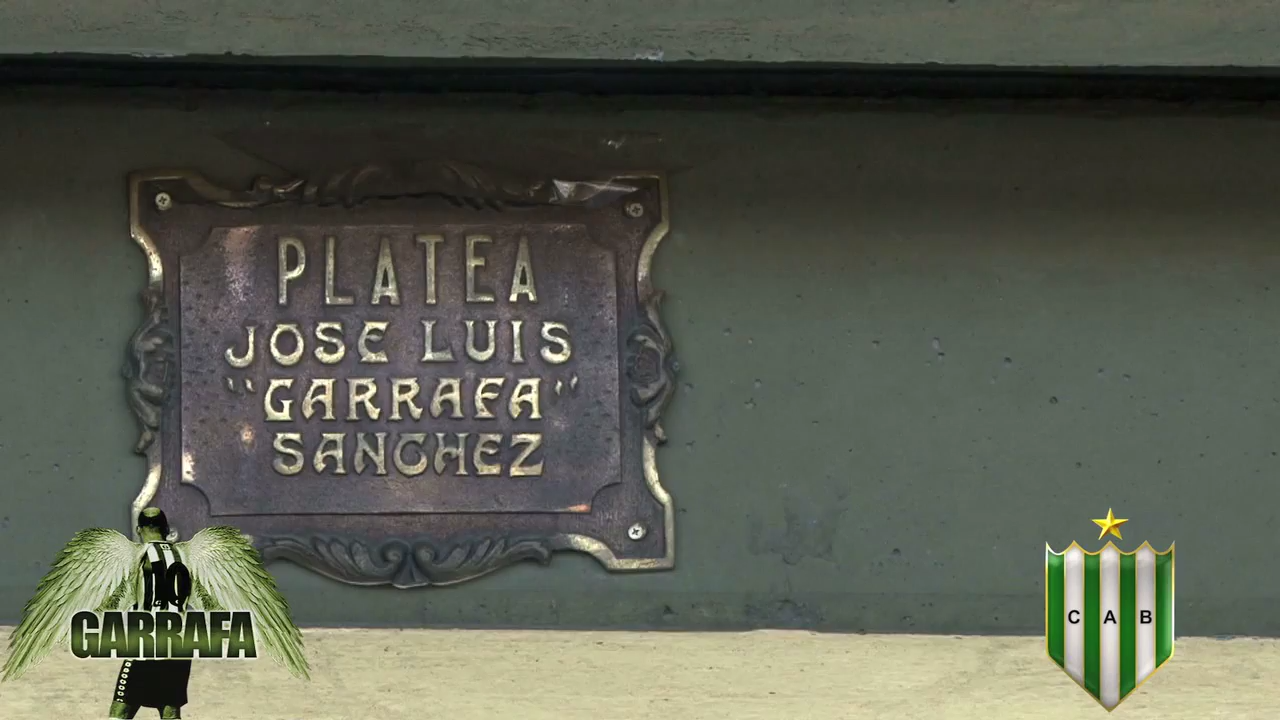 PLATEA
JOSE LUIS
"GARRAFA"
SANCHEZ
10
GARRAFA
C A B